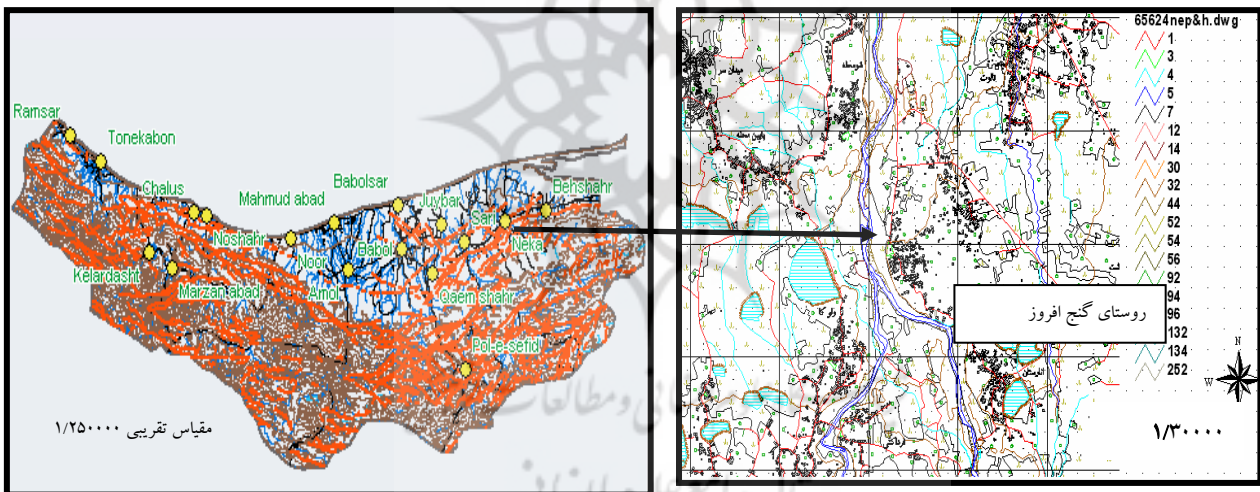 Ramsar
Tonekabon
Chalus
Noshahr
Mahmud abad
Babolsar
Juybar
Behshahr
Sari
Neka
Noor
Babol
Amol
Kelardasht
Marzan abad
Qaem shahr
Pol-e-sefid
مقیاس تقریبی ۱/۲۵۰۰۰۰
65624nep&h.dwg
1
3
4
5
7
12
14
30
32
44
52
54
56
92
94
96
132
134
252
روستای گنج افروز
N
W
۱/۳۰۰۰۰